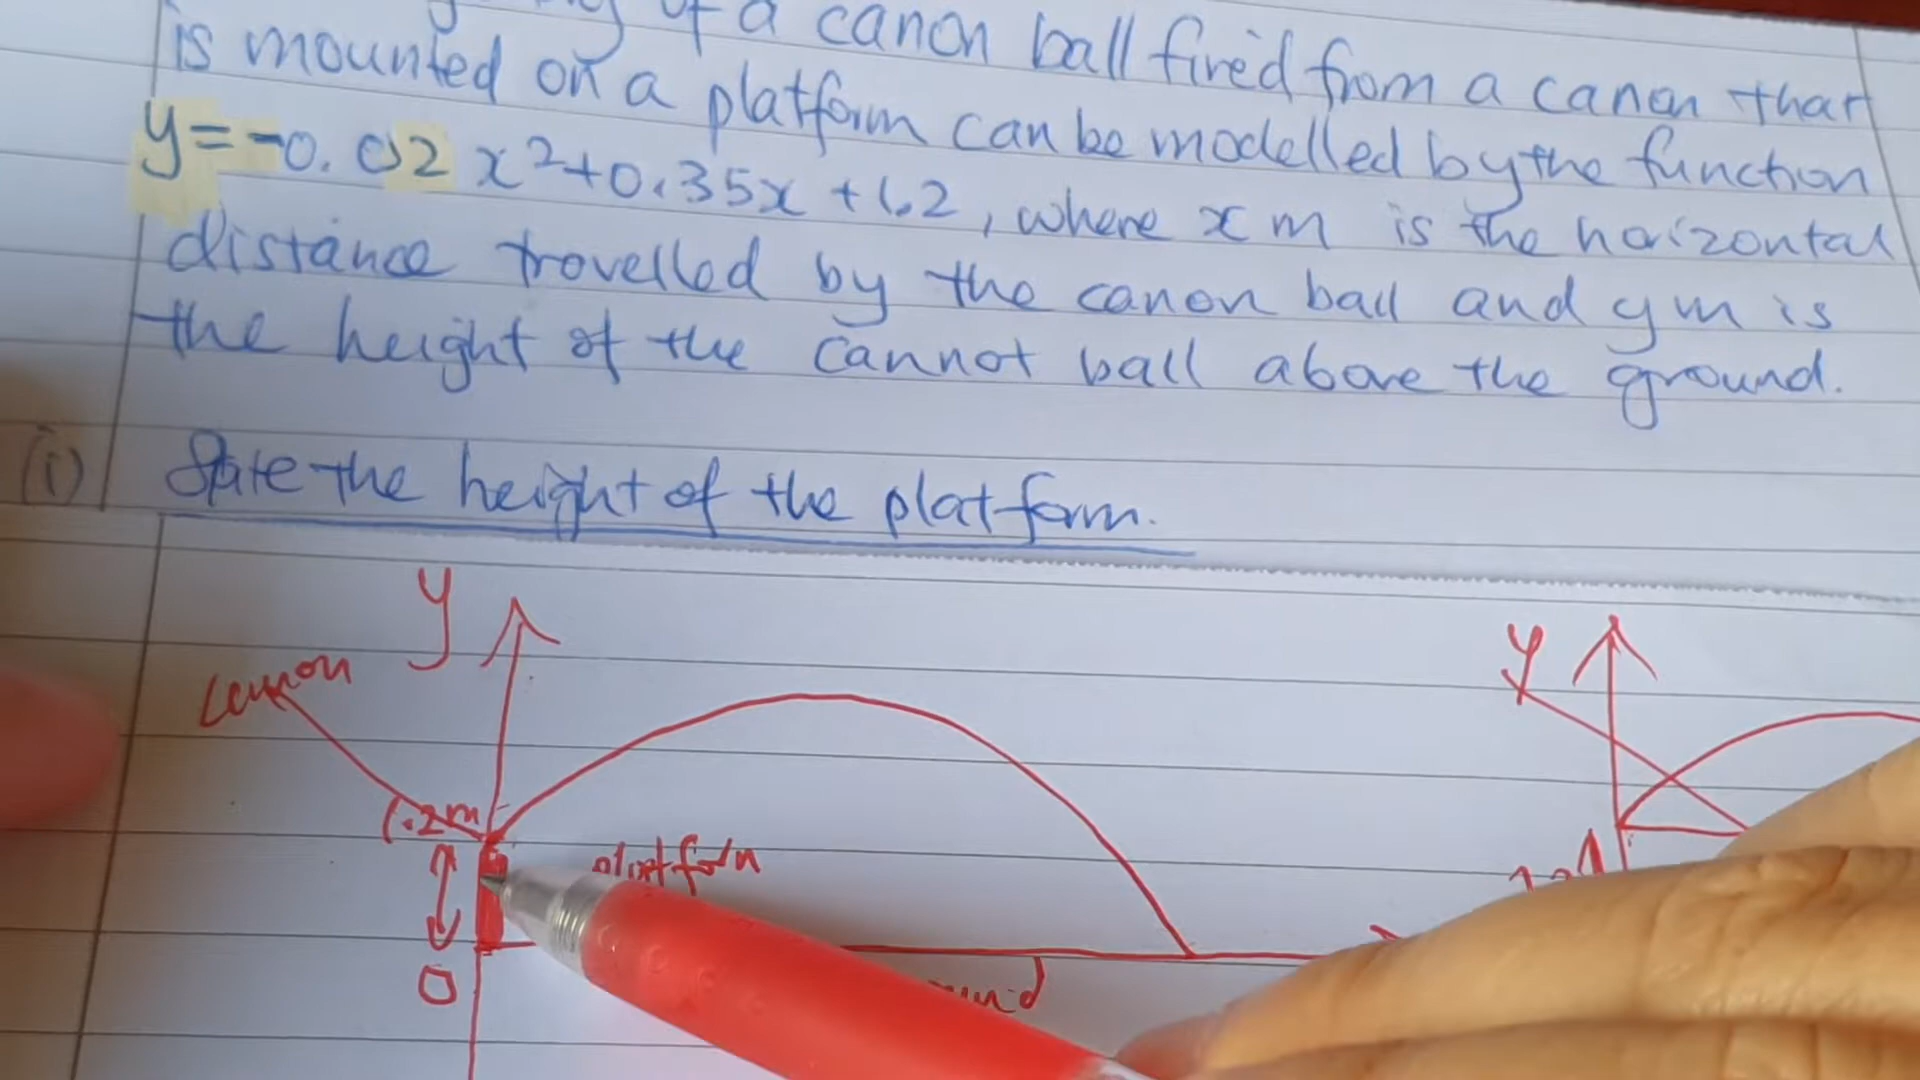 of a canon ball fired from a canon that
is mounted on a platform can be modelled by the function
y=-0.02x²+0.35x+1.2, where x m is the horizontal
distance travelled by the canon ball and y m is
the height of the cannot ball above the ground.
(i) State the height of the platform.
y
canon
y
1.2m
platform
0